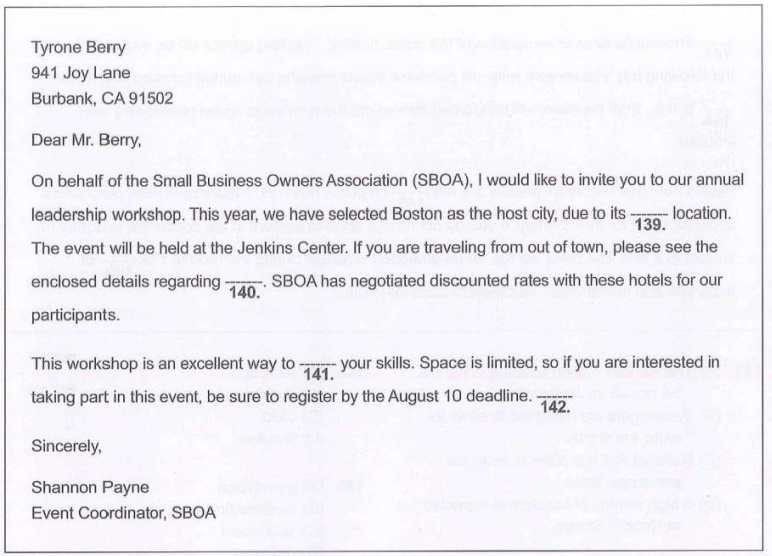 Tyrone Berry
941 Joy Lane
Burbank, CA 91502
Dear Mr. Berry,
On behalf of the Small Business Owners Association (SBOA), I would like to invite you to our annual
leadership workshop. This year, we have selected Boston as the host city, due to its ------- location.
139.
The event will be held at the Jenkins Center. If you are traveling from out of town, please see the
enclosed details regarding -------. SBOA has negotiated discounted rates with these hotels for our
140.
participants.
This workshop is an excellent way to ------- your skills. Space is limited, so if you are interested in
141.
taking part in this event, be sure to register by the August 10 deadline. -------
142.
Sincerely,
Shannon Payne
Event Coordinator, SBOA